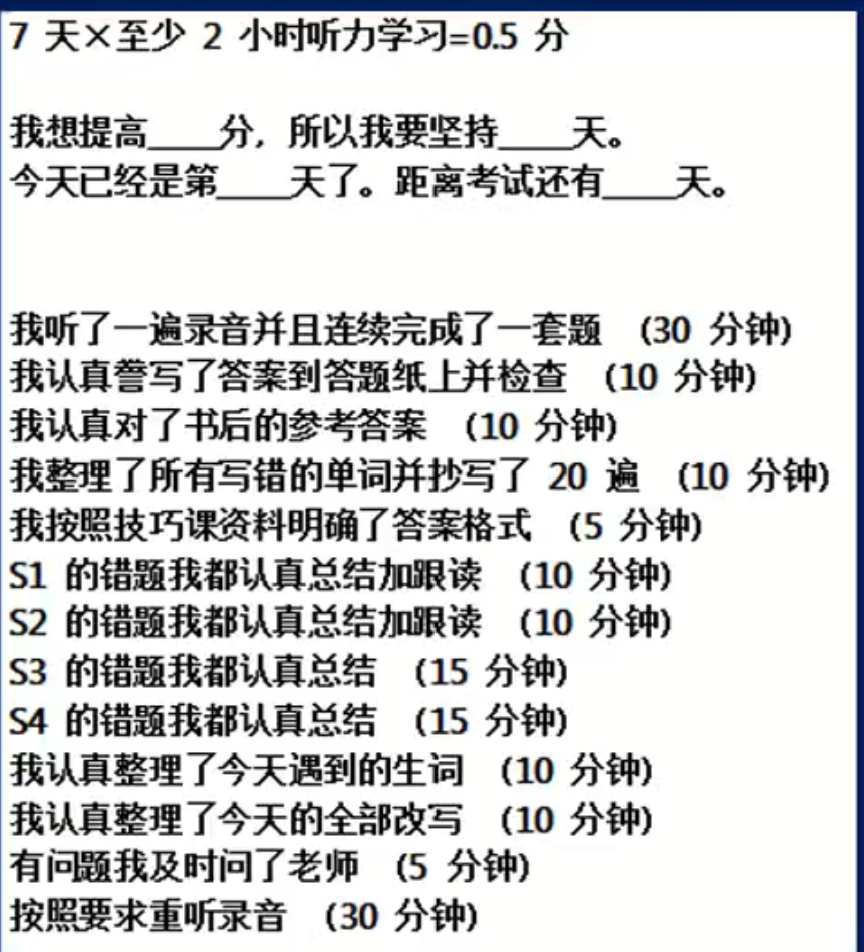 7 天×至少 2 小时听力学习=0.5 分
我想提高____分，所以我要坚持____天。
今天已经是第____天了。距离考试还有____天。
我听了一遍录音并且连续完成了一套题 （30 分钟）
我认真誊写了答案到答题纸上并检查 （10 分钟）
我认真对了书后的参考答案 （10 分钟）
我整理了所有写错的单词并抄写了 20 遍 （10 分钟）
我按照技巧课资料明确了答案格式 （5 分钟）
S1 的错题我都认真总结加跟读 （10 分钟）
S2 的错题我都认真总结加跟读 （10 分钟）
S3 的错题我都认真总结 （15 分钟）
S4 的错题我都认真总结 （15 分钟）
我认真整理了今天遇到的生词 （10 分钟）
我认真整理了今天的全部改写 （10 分钟）
有问题我及时问了老师 （5 分钟）
按照要求重听录音 （30 分钟）